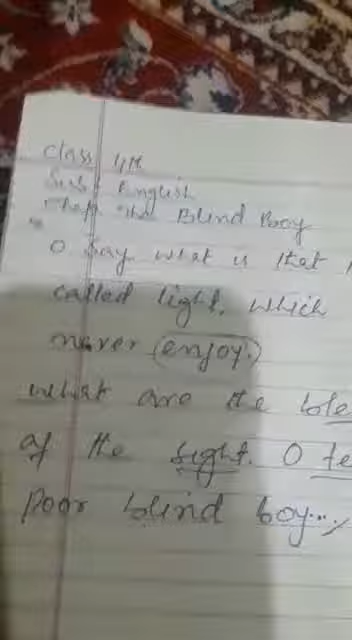 Class 4th
Sub: English
Chap: The Blind Boy
O Say what is that
called light. which
never (enjoy.)
what are the ble
of the sight. O te
poor blind boy...